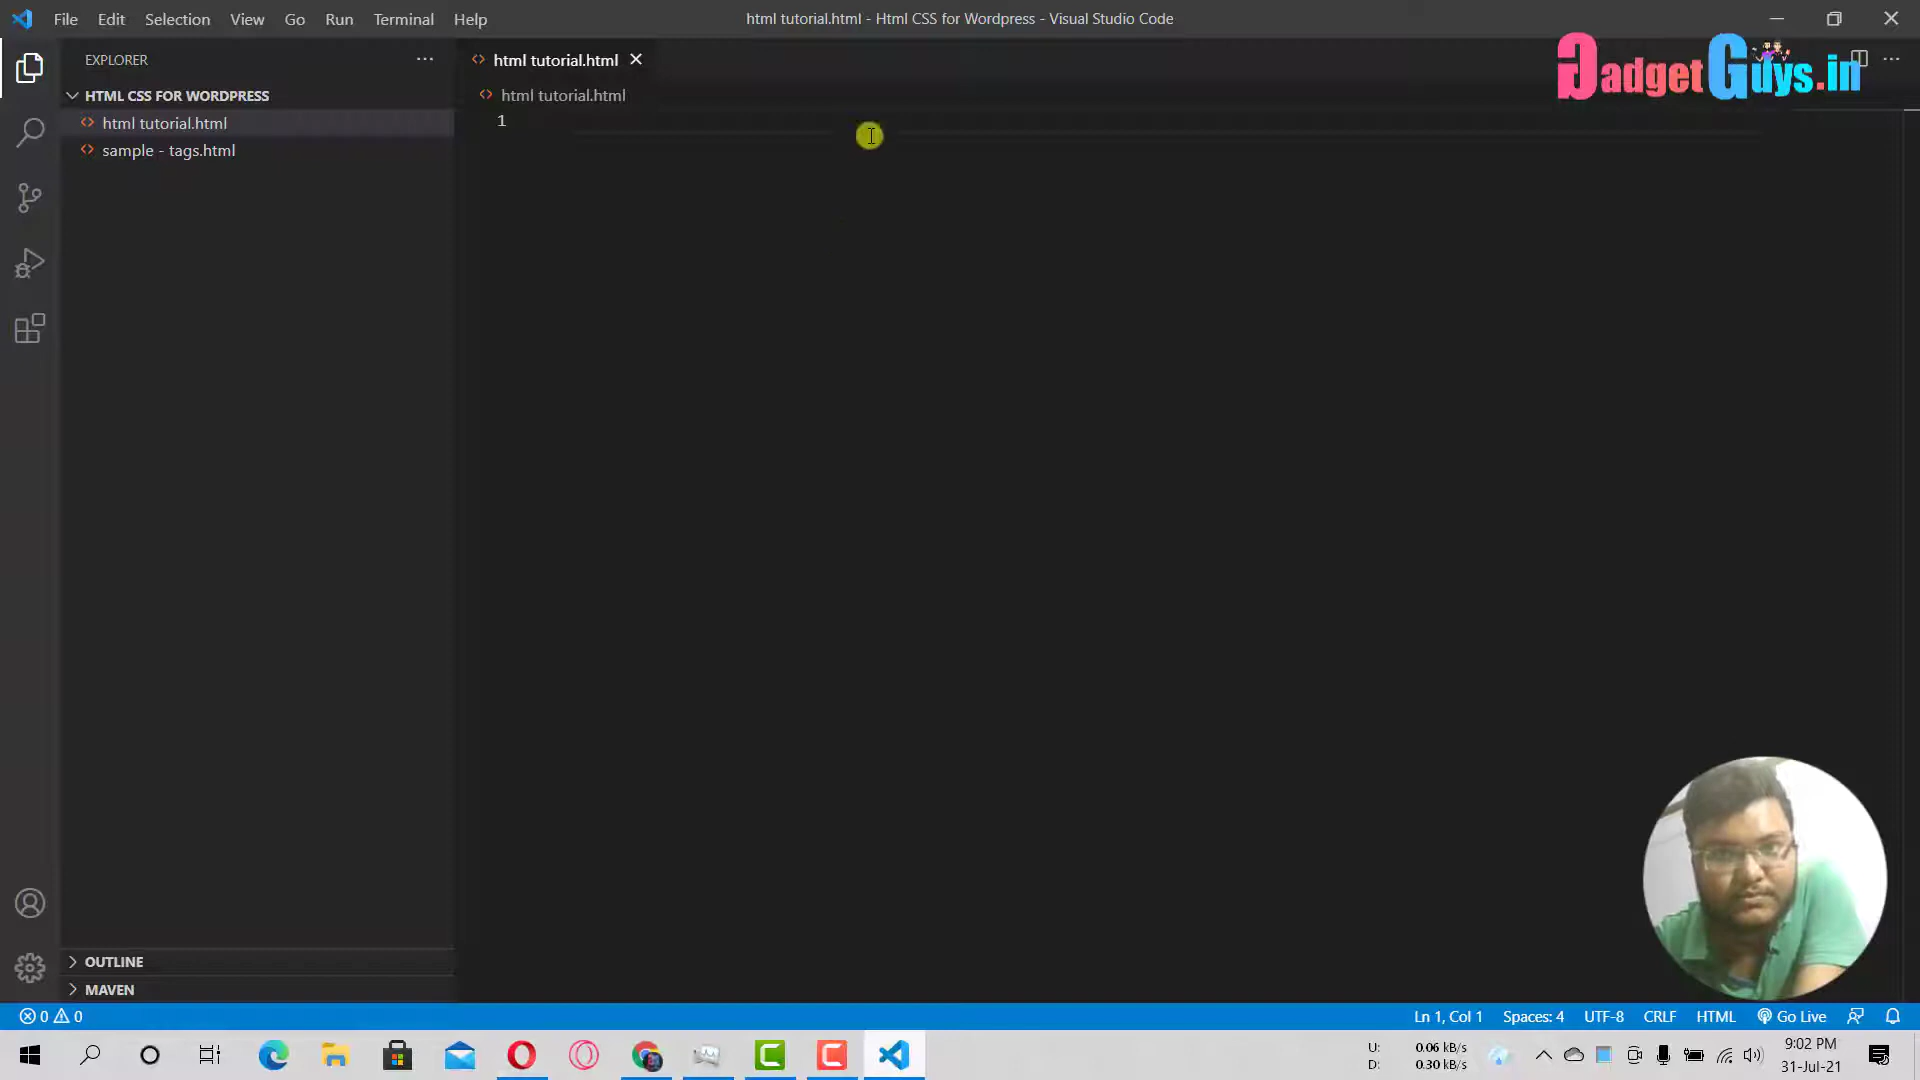 File Edit Selection View Go Run Terminal Help
html tutorial.html - Html CSS for Wordpress - Visual Studio Code
GadgetGuys.in
EXPLORER
HTML CSS FOR WORDPRESS
html tutorial.html
sample - tags.html
html tutorial.html
html tutorial.html
1
OUTLINE
MAVEN
0 0
Ln 1, Col 1 Spaces: 4 UTF-8 CRLF HTML Go Live
U: 0.06 kB/s
D: 0.30 kB/s
9:02 PM
31-Jul-21